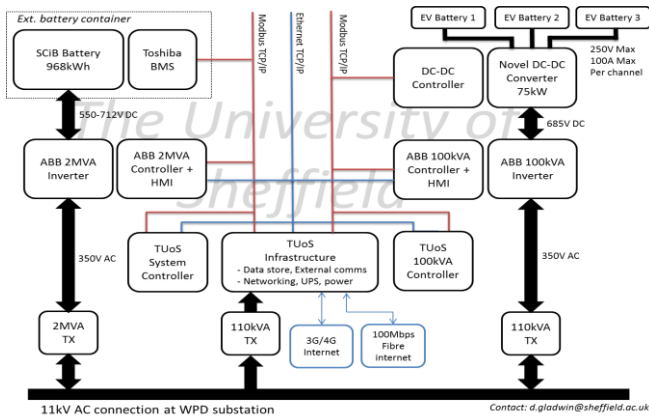 Ext. battery container
SCiB Battery
968kWh
Toshiba
BMS
Modbus TCP/IP
Ethernet TCP/IP
Modbus TCP/IP
EV Battery 1
EV Battery 2
EV Battery 3
250V Max
100A Max
Per channel
DC-DC
Controller
Novel DC-DC
Converter
75kW
550-712V DC
685V DC
The University of
Sheffield
ABB 2MVA
Inverter
ABB 2MVA
Controller +
HMI
ABB 100kVA
Controller +
HMI
ABB 100kVA
Inverter
350V AC
TUoS
System
Controller
TUoS
Infrastructure
- Data store, External comms
- Networking, UPS, power
TUoS
100kVA
Controller
350V AC
2MVA
TX
110kVA
TX
3G/4G
Internet
100Mbps
Fibre
internet
110kVA
TX
11kV AC connection at WPD substation
Contact: d.gladwin@sheffield.ac.uk